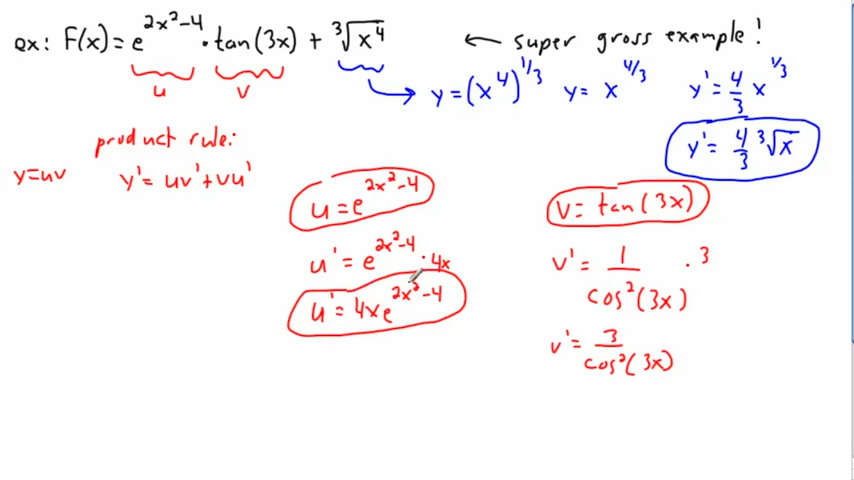 ex: F(x) = e^{2x²-4} · tan(3x) + ∛x⁴ ← super gross example!
u v
y = (x⁴)^{1/3} y = x^{4/3} y' = 4/3 x^{1/3}
product rule:
y' = 4/3 ∛x
y=uv y' = uv' + vu'
u = e^{2x²-4} v = tan(3x)
u' = e^{2x²-4} · 4x v' = 1/cos²(3x) · 3
u' = 4xe^{2x²-4}
v' = 3/cos²(3x)